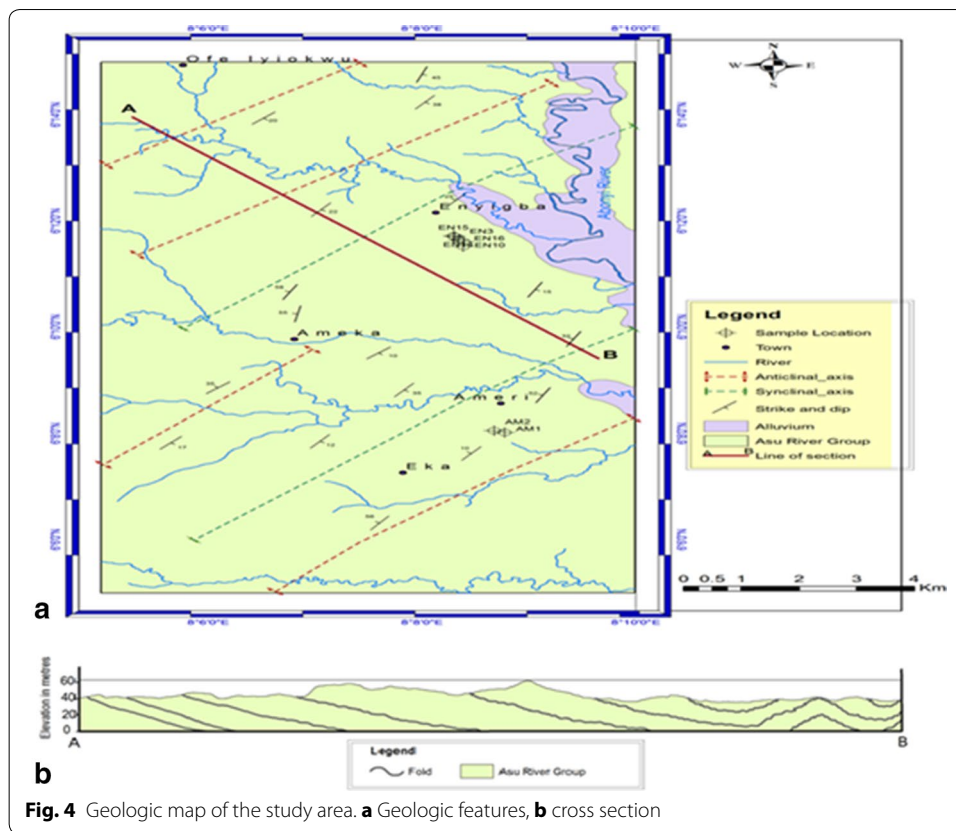 8°6'0"E
8°8'0"E
8°10'0"E
Ofe Iyiokwu
N
W
E
S
A
Enyigba
EN15
EN3
EN16
EN10
Abonyi River
Ameka
B
Ameri
AM2
AM1
Eka
Legend
Sample Location
Town
River
Anticlinal_axis
Synclinal_axis
Strike and dip
Alluvium
Asu River Group
A
B
Line of section
0 0.5 1 2 3 4
Km
a
8°6'0"E
8°8'0"E
8°10'0"E
Elevation in metres
60
40
20
0
A
B
Legend
Fold
Asu River Group
b
Fig. 4 Geologic map of the study area. a Geologic features, b cross section